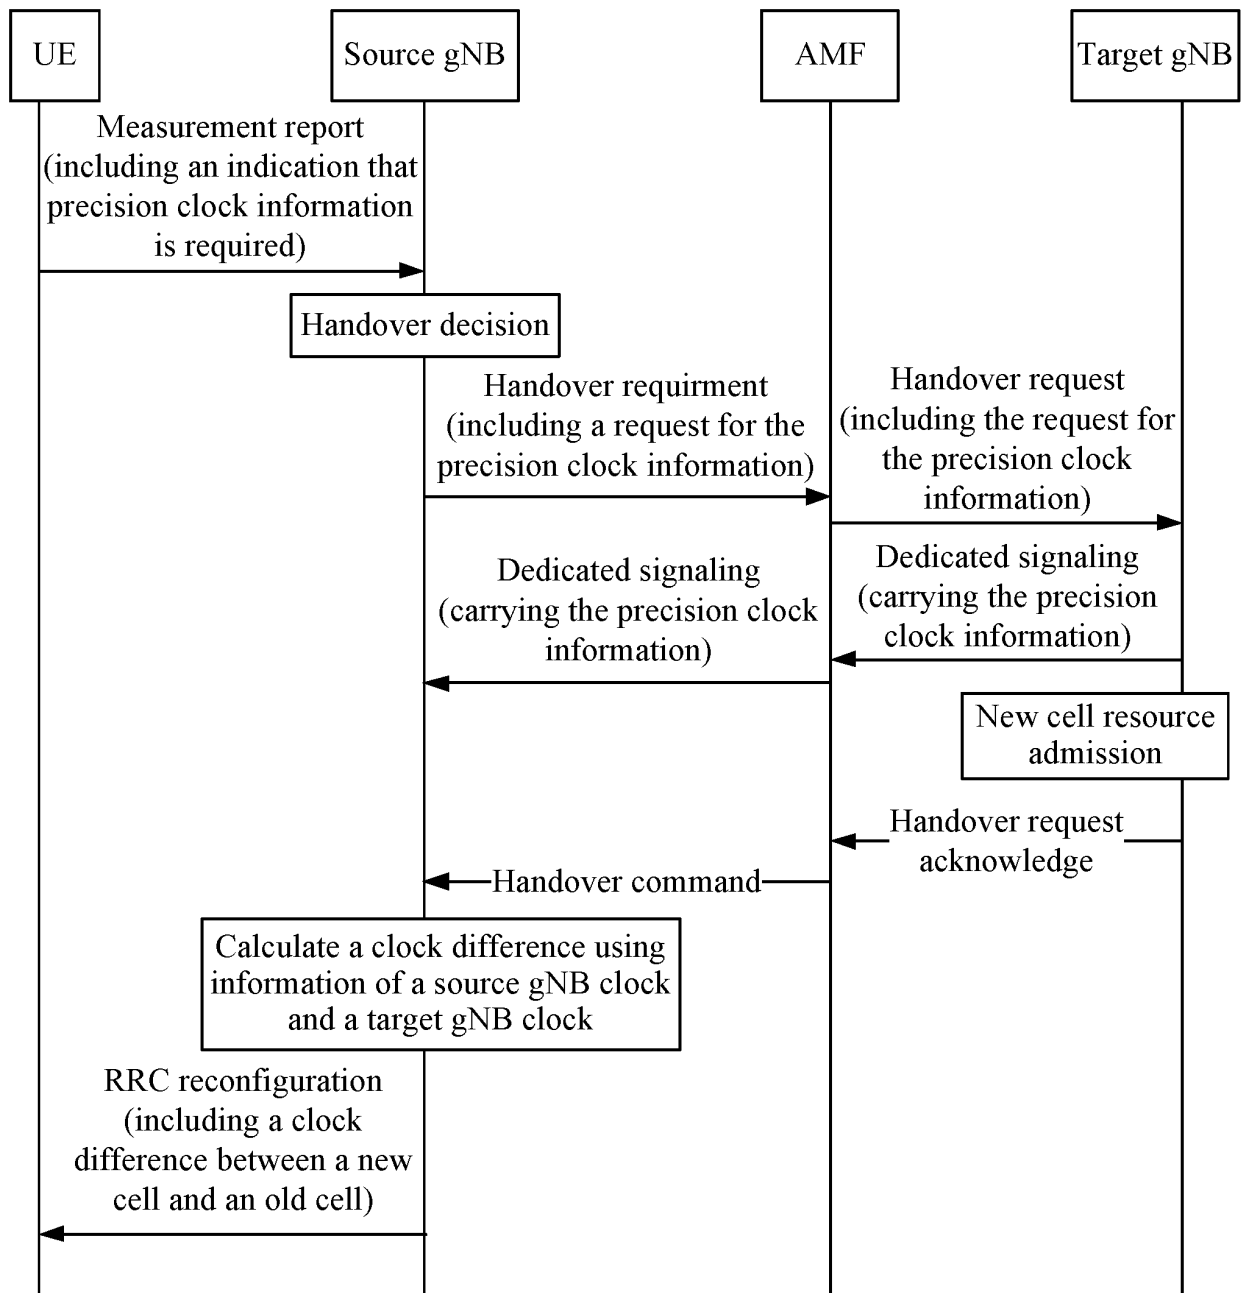 UE
Source gNB
AMF
Target gNB
Measurement report
(including an indication that
precision clock information
is required)
Handover decision
Handover requirment
(including a request for the
precision clock information)
Handover request
(including the request for
the precision clock
information)
Dedicated signaling
(carrying the precision
clock information)
Dedicated signaling
(carrying the precision clock
information)
New cell resource
admission
Handover request
acknowledge
Handover command
Calculate a clock difference using
information of a source gNB clock
and a target gNB clock
RRC reconfiguration
(including a clock
difference between a new
cell and an old cell)